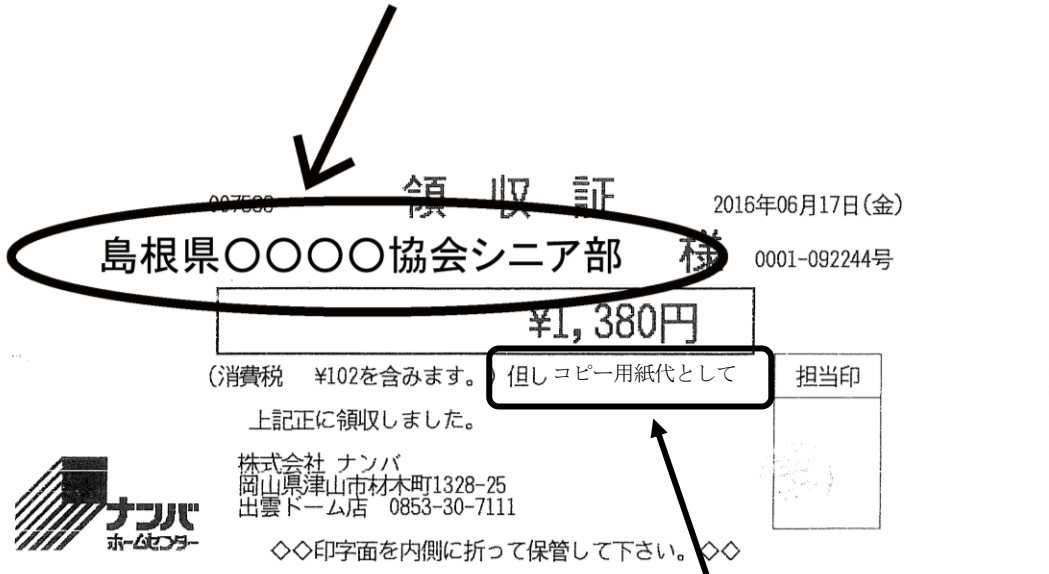 領収証 2016年06月17日(金)
島根県〇〇〇〇協会シニア部 様 0001-092244号
¥1,380円
(消費税 ¥102を含みます。) 但しコピー用紙代として 担当印
上記正に領収しました。
株式会社 ナンバ
岡山県津山市材木町1328-25
出雲ドーム店 0853-30-7111
ナンバ
ホームセンター
◇◇印字面を内側に折って保管して下さい。◇◇